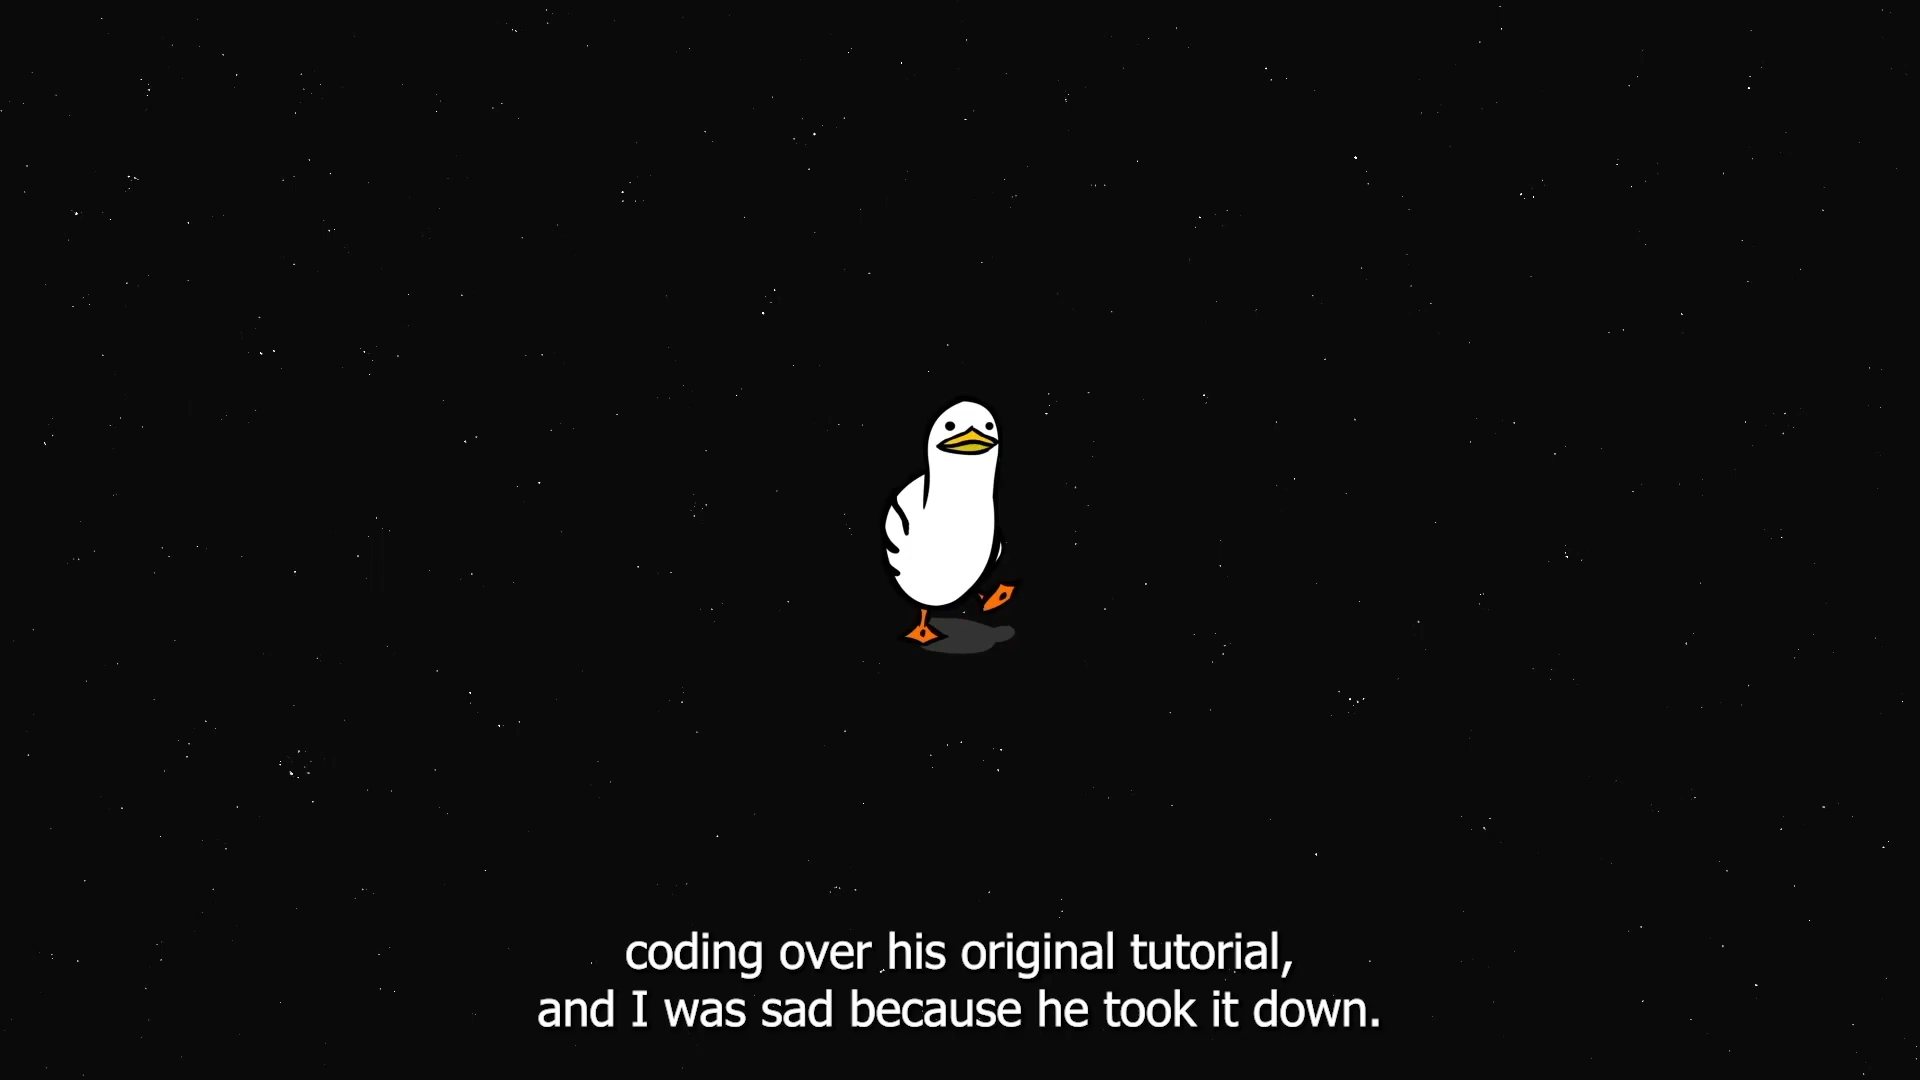 coding over his original tutorial,
and I was sad because he took it down.